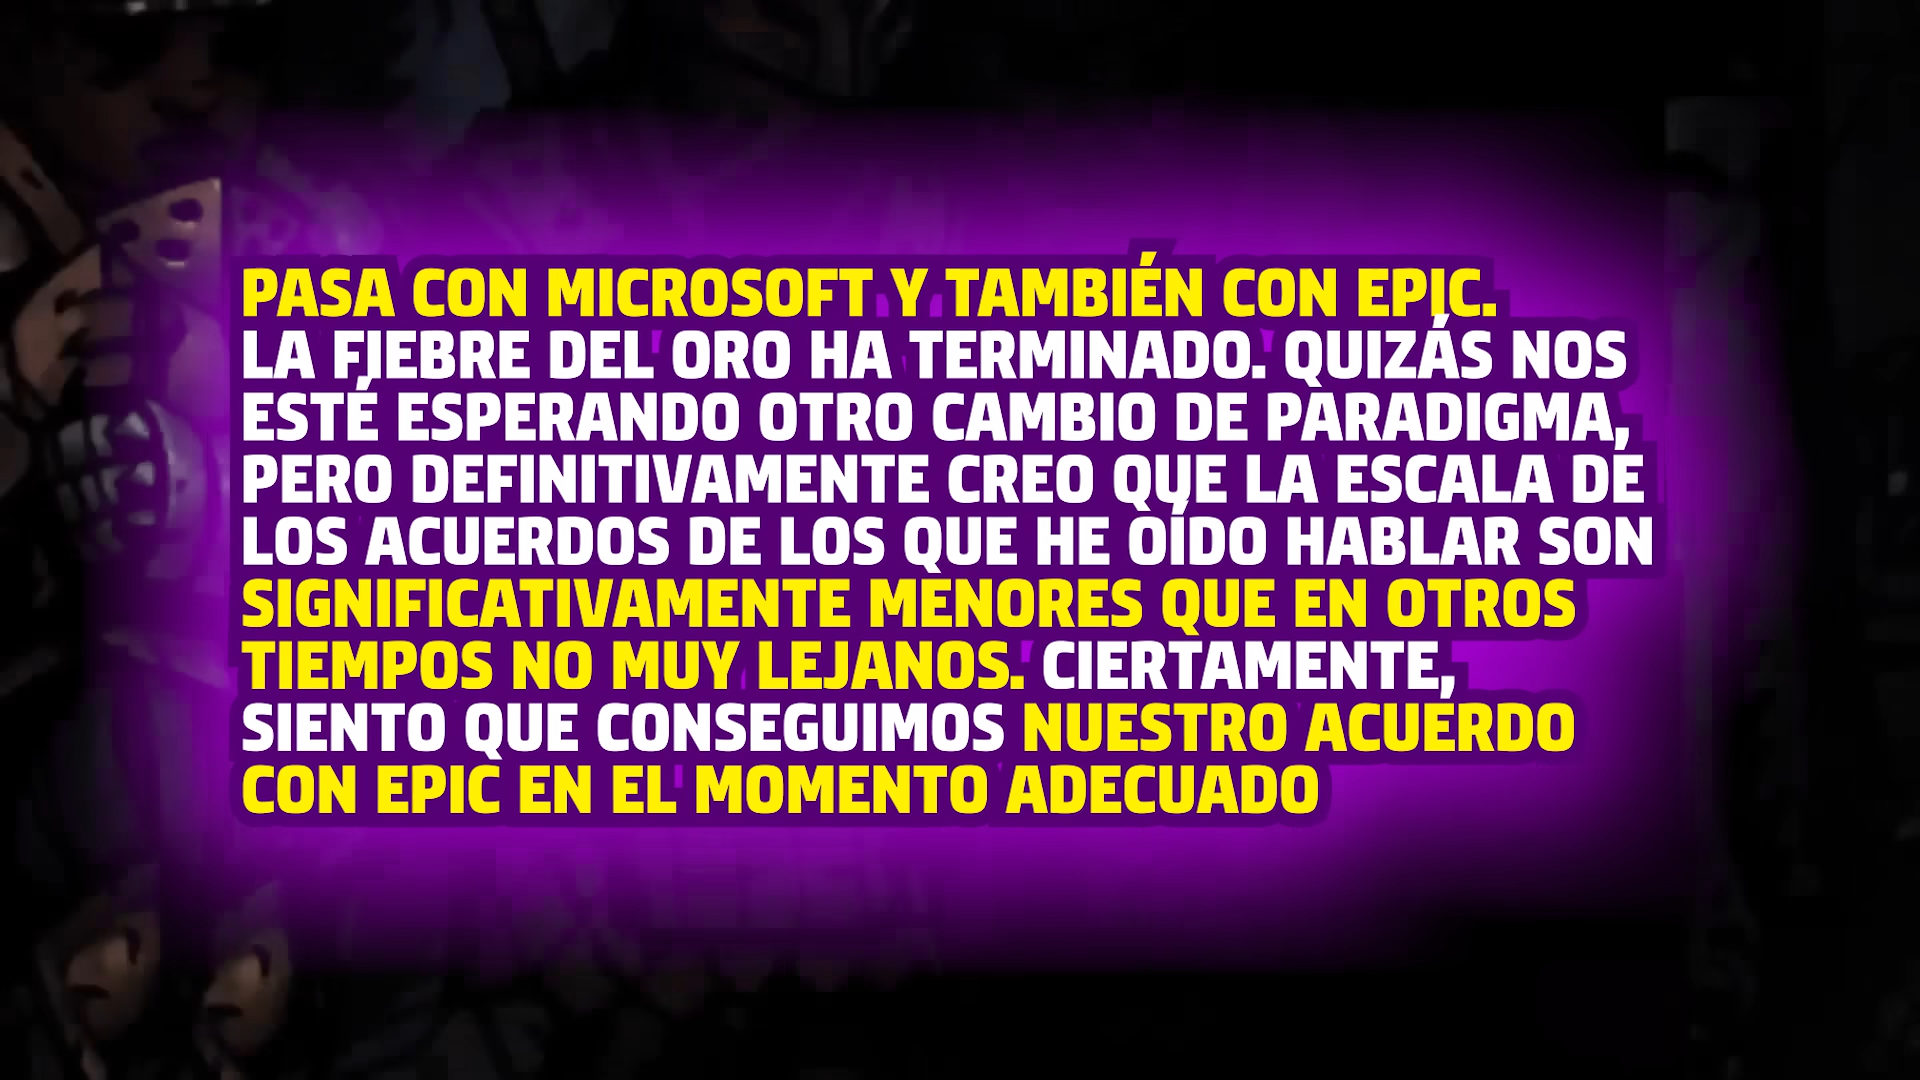 PASA CON MICROSOFT Y TAMBIÉN CON EPIC.
LA FIEBRE DEL ORO HA TERMINADO. QUIZÁS NOS
ESTÉ ESPERANDO OTRO CAMBIO DE PARADIGMA,
PERO DEFINITIVAMENTE CREO QUE LA ESCALA DE
LOS ACUERDOS DE LOS QUE HE OÍDO HABLAR SON
SIGNIFICATIVAMENTE MENORES QUE EN OTROS
TIEMPOS NO MUY LEJANOS. CIERTAMENTE,
SIENTO QUE CONSEGUIMOS NUESTRO ACUERDO
CON EPIC EN EL MOMENTO ADECUADO